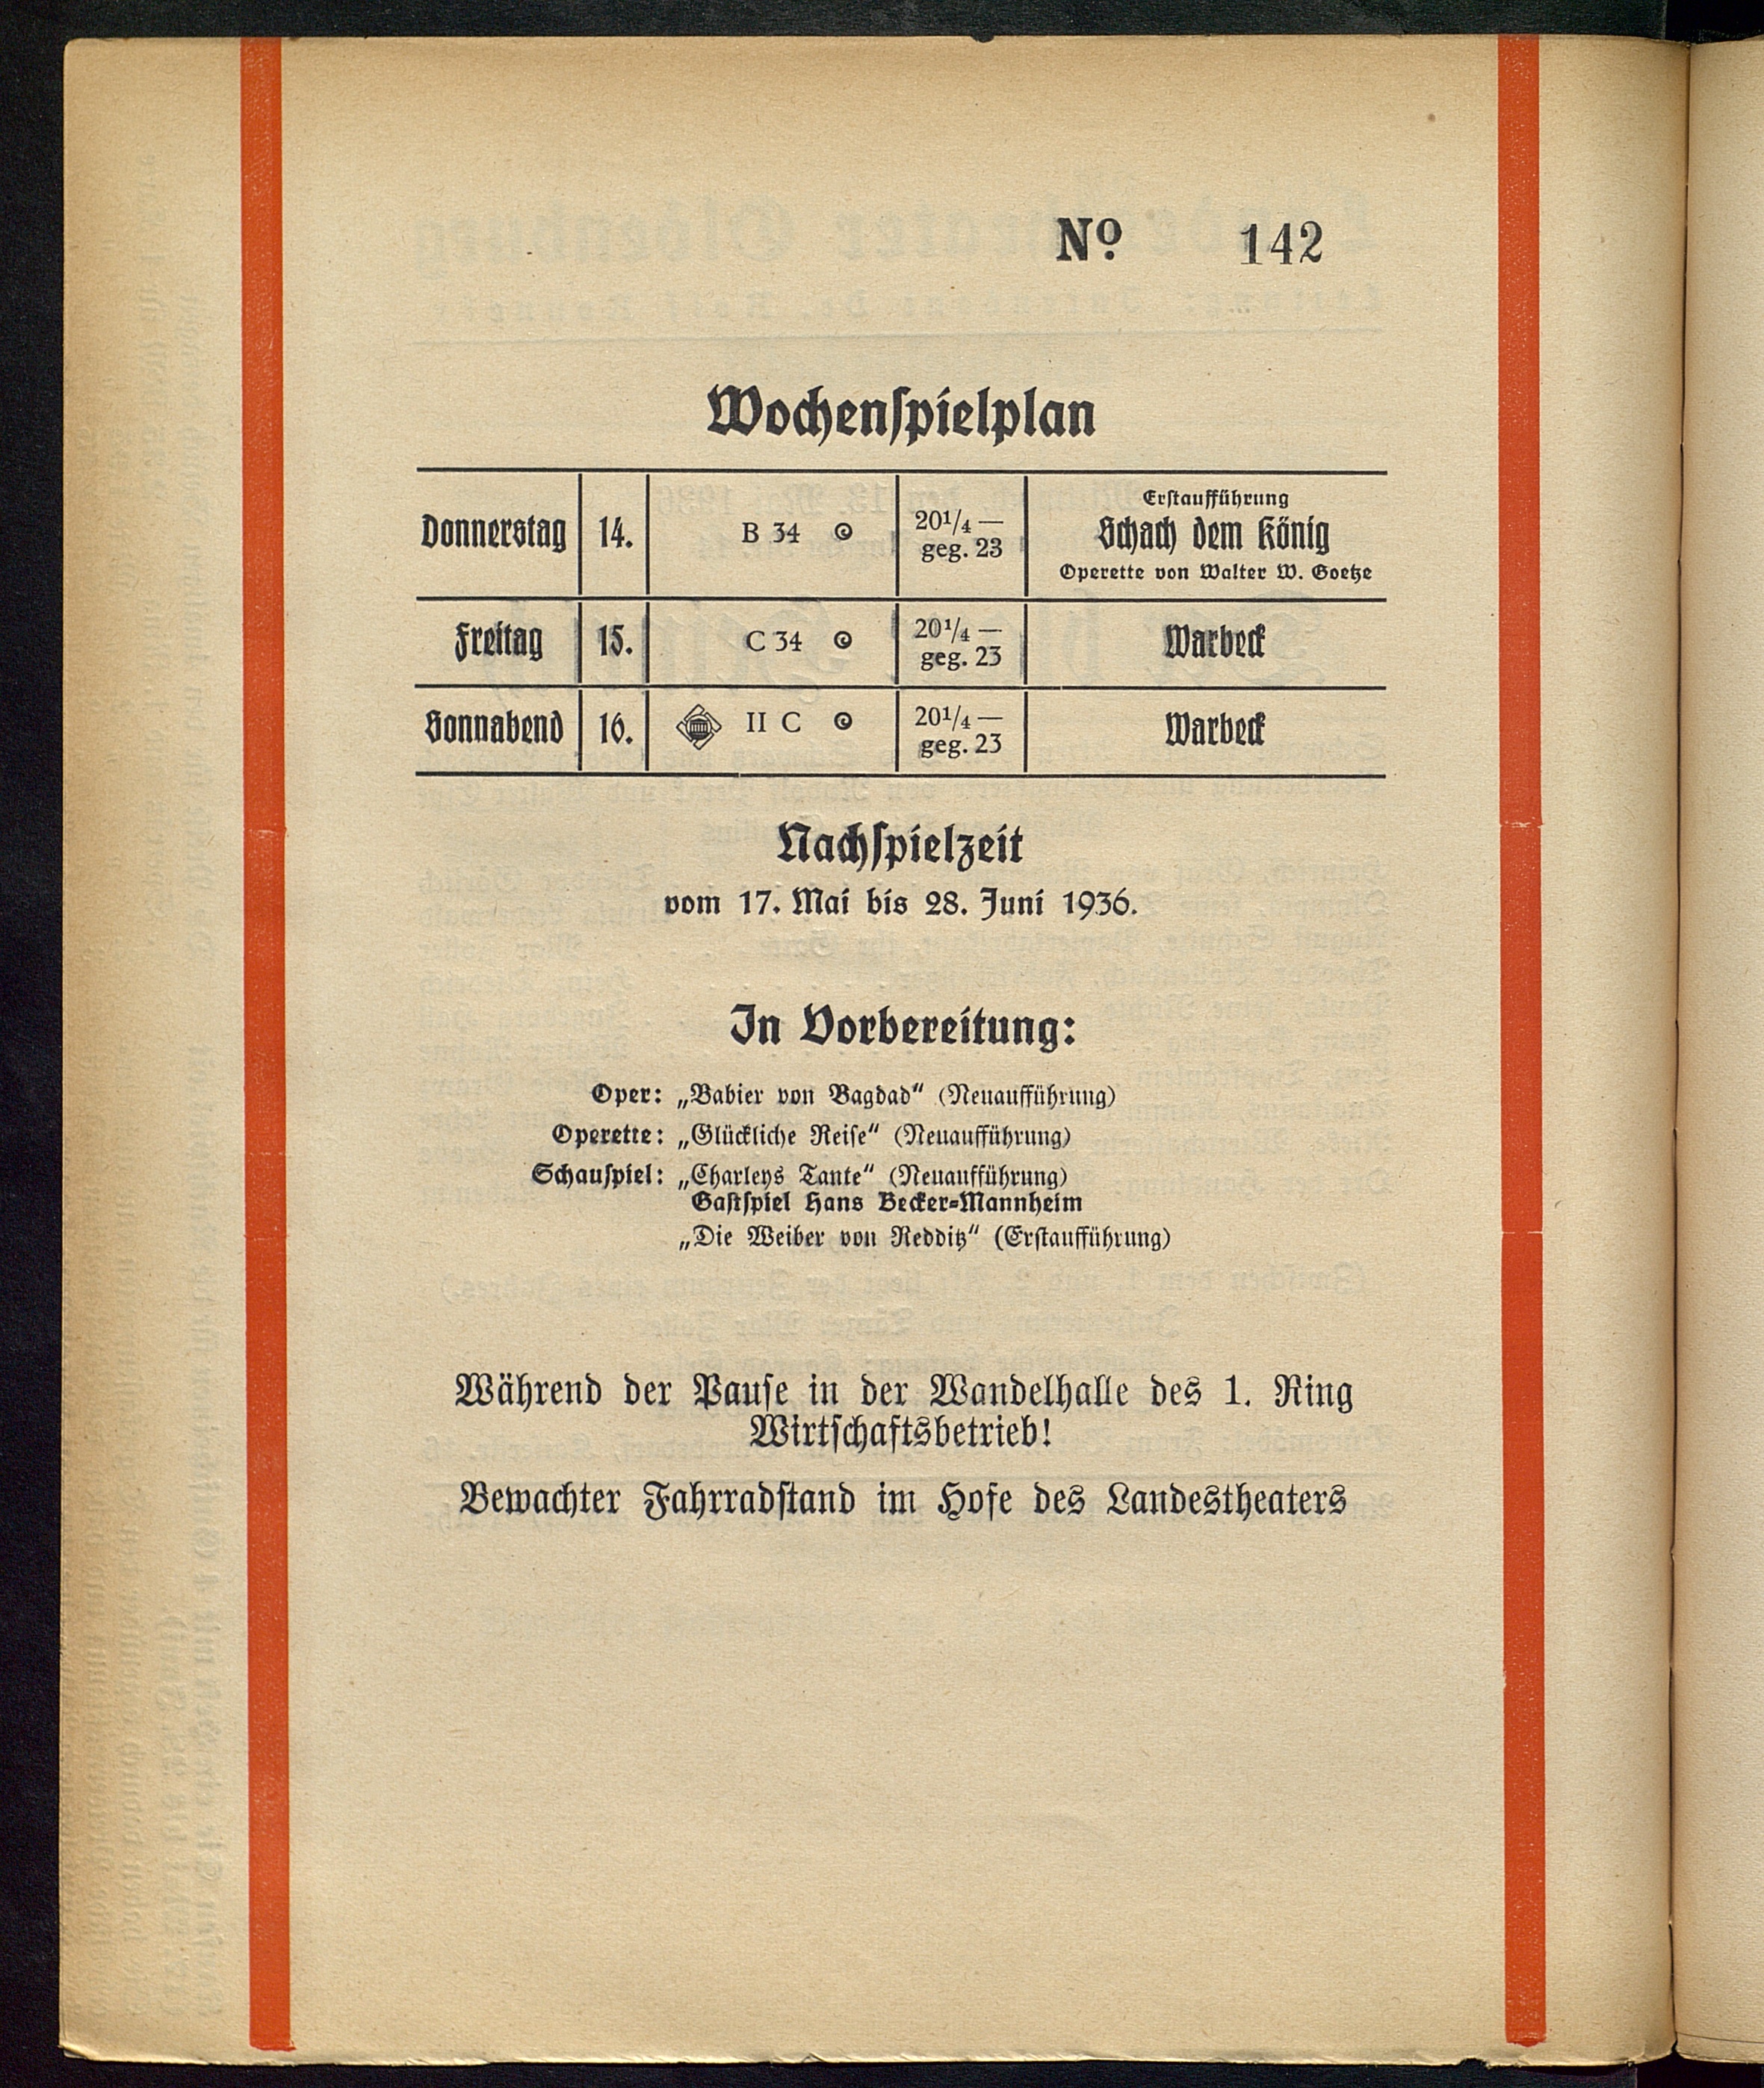 Nº 142
Wochenspielplan
Donnerstag 14. B 34 20¹/₄ — geg. 23 Erstaufführung
Schach dem König
Operette von Walter W. Goetze
Freitag 15. C 34 20¹/₄ — geg. 23 Warbeck
Sonnabend 16. II C 20¹/₄ — geg. 23 Warbeck
Nachspielzeit
vom 17. Mai bis 28. Juni 1936.
In Vorbereitung:
Oper: „Babier von Bagdad“ (Neuaufführung)
Operette: „Glückliche Reise“ (Neuaufführung)
Schauspiel: „Charleys Tante“ (Neuaufführung)
Gastspiel Hans Becker-Mannheim
„Die Weiber von Redditz“ (Erstaufführung)
Während der Pause in der Wandelhalle des 1. Ring
Wirtschaftsbetrieb!
Bewachter Fahrradstand im Hofe des Landestheaters